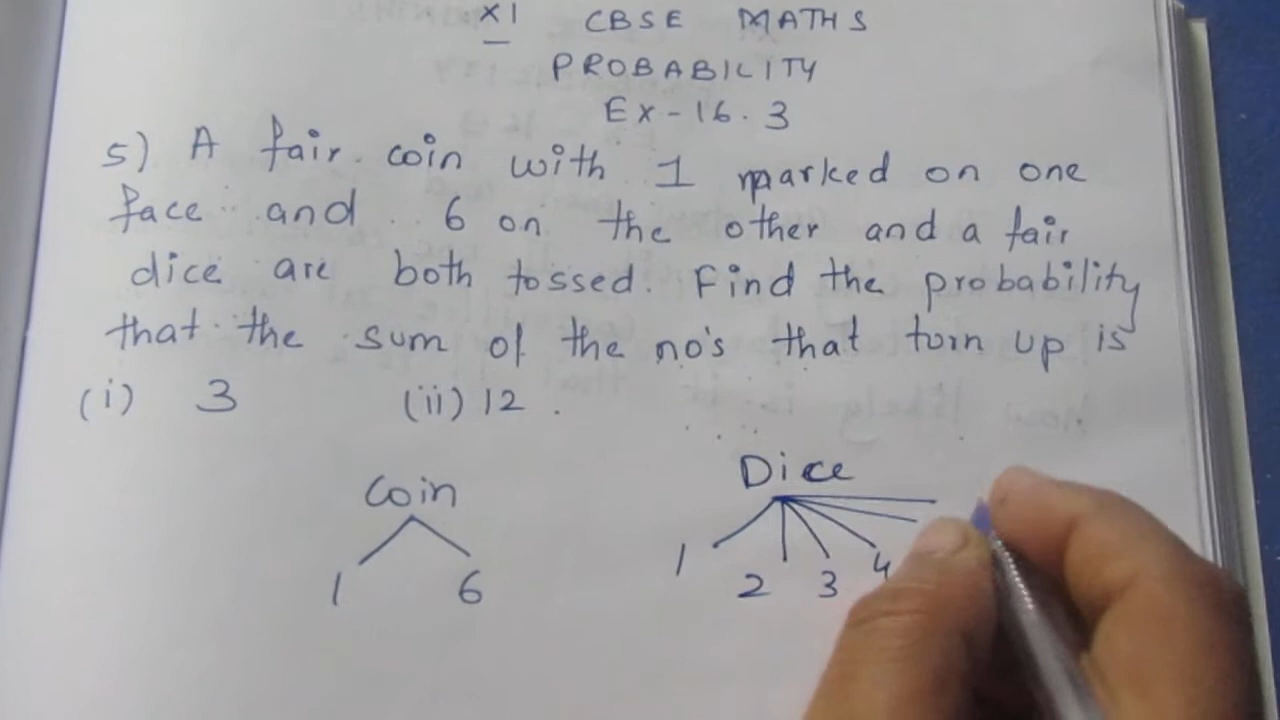 XI CBSE MATHS
PROBABILITY
EX-16.3
5) A fair coin with 1 marked on one
face and 6 on the other and a fair
dice are both tossed. Find the probability
that the sum of the no's that turn up is
(i) 3 (ii) 12.
Coin Dice
1 6 1 2 3 4